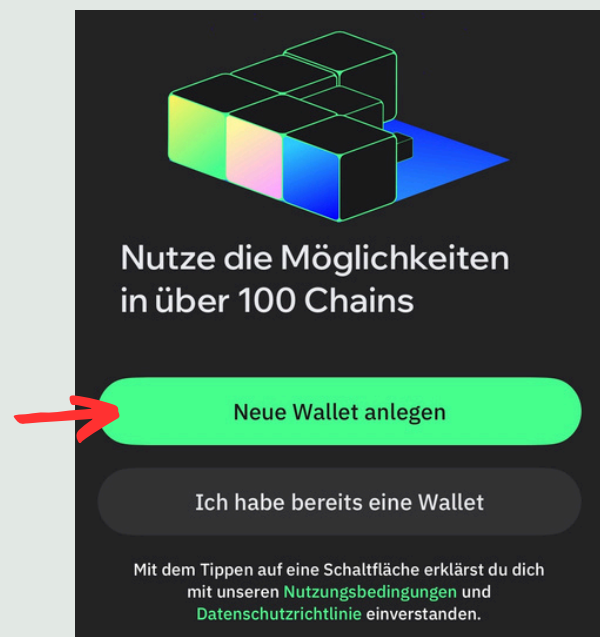 Nutze die Möglichkeiten
in über 100 Chains
Neue Wallet anlegen
Ich habe bereits eine Wallet
Mit dem Tippen auf eine Schaltfläche erklärst du dich
mit unseren Nutzungsbedingungen und
Datenschutzrichtlinie einverstanden.